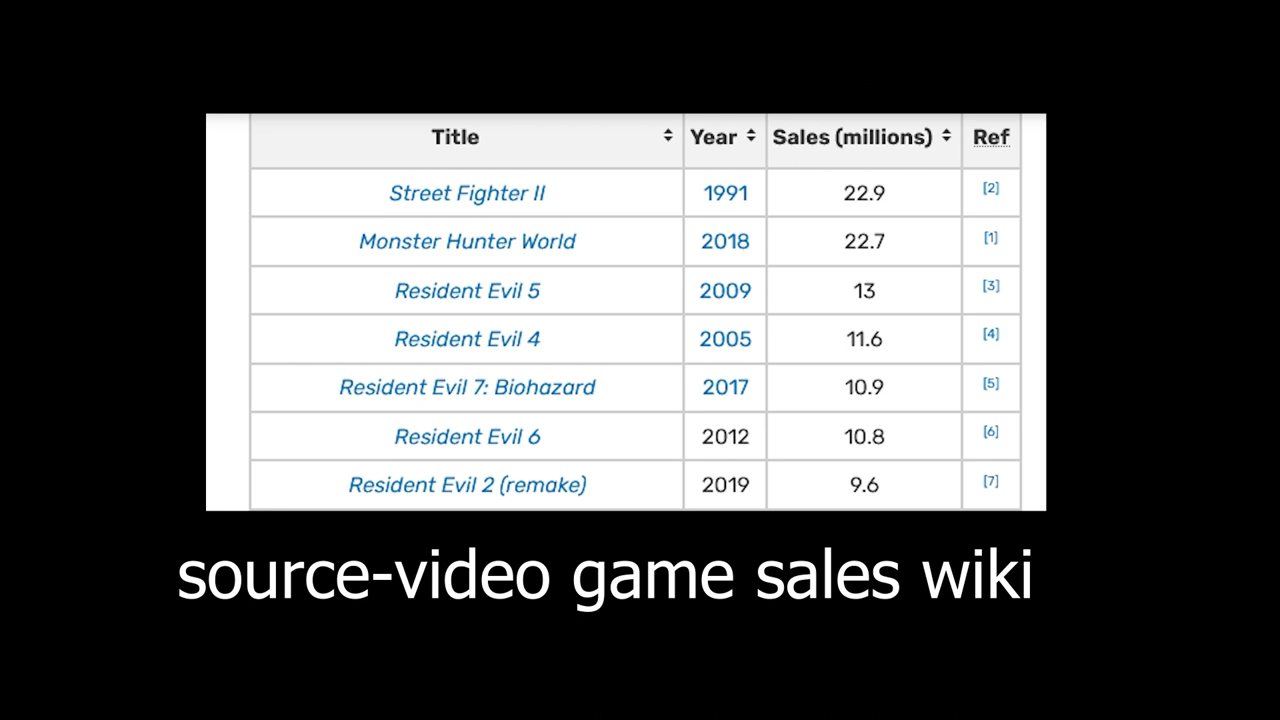 Title Year Sales (millions) Ref
Street Fighter II 1991 22.9 [2]
Monster Hunter World 2018 22.7 [1]
Resident Evil 5 2009 13 [3]
Resident Evil 4 2005 11.6 [4]
Resident Evil 7: Biohazard 2017 10.9 [5]
Resident Evil 6 2012 10.8 [6]
Resident Evil 2 (remake) 2019 9.6 [7]
source-video game sales wiki